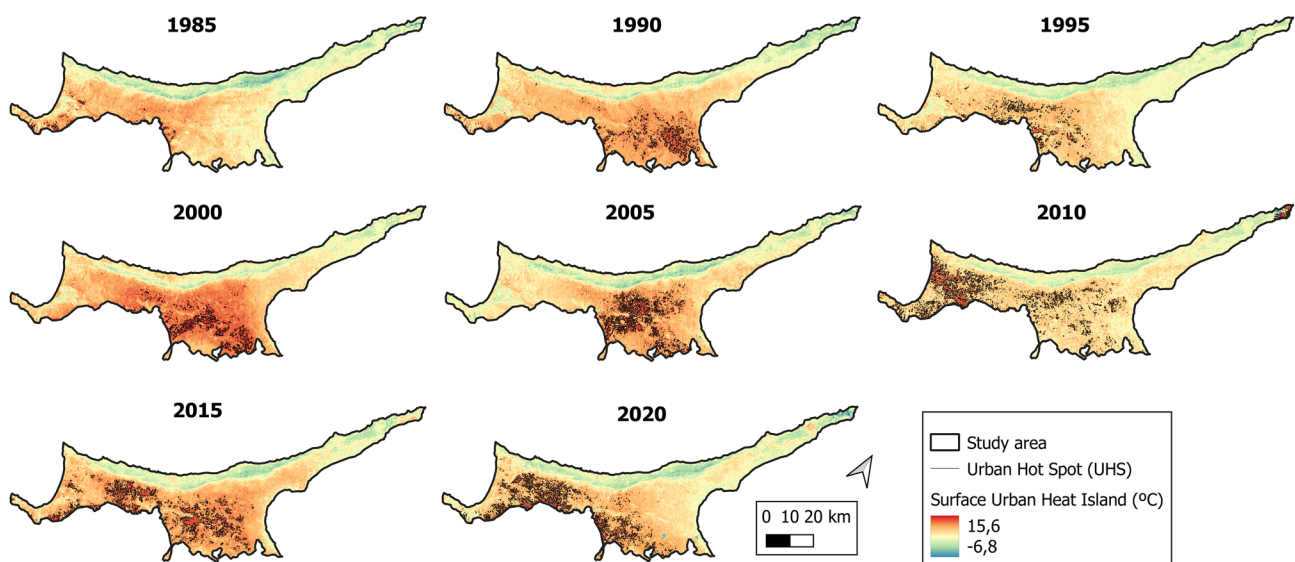 1985
1990
1995
2000
2005
2010
2015
2020
0 10 20 km
Study area
Urban Hot Spot (UHS)
Surface Urban Heat Island (ºC)
15,6
-6,8